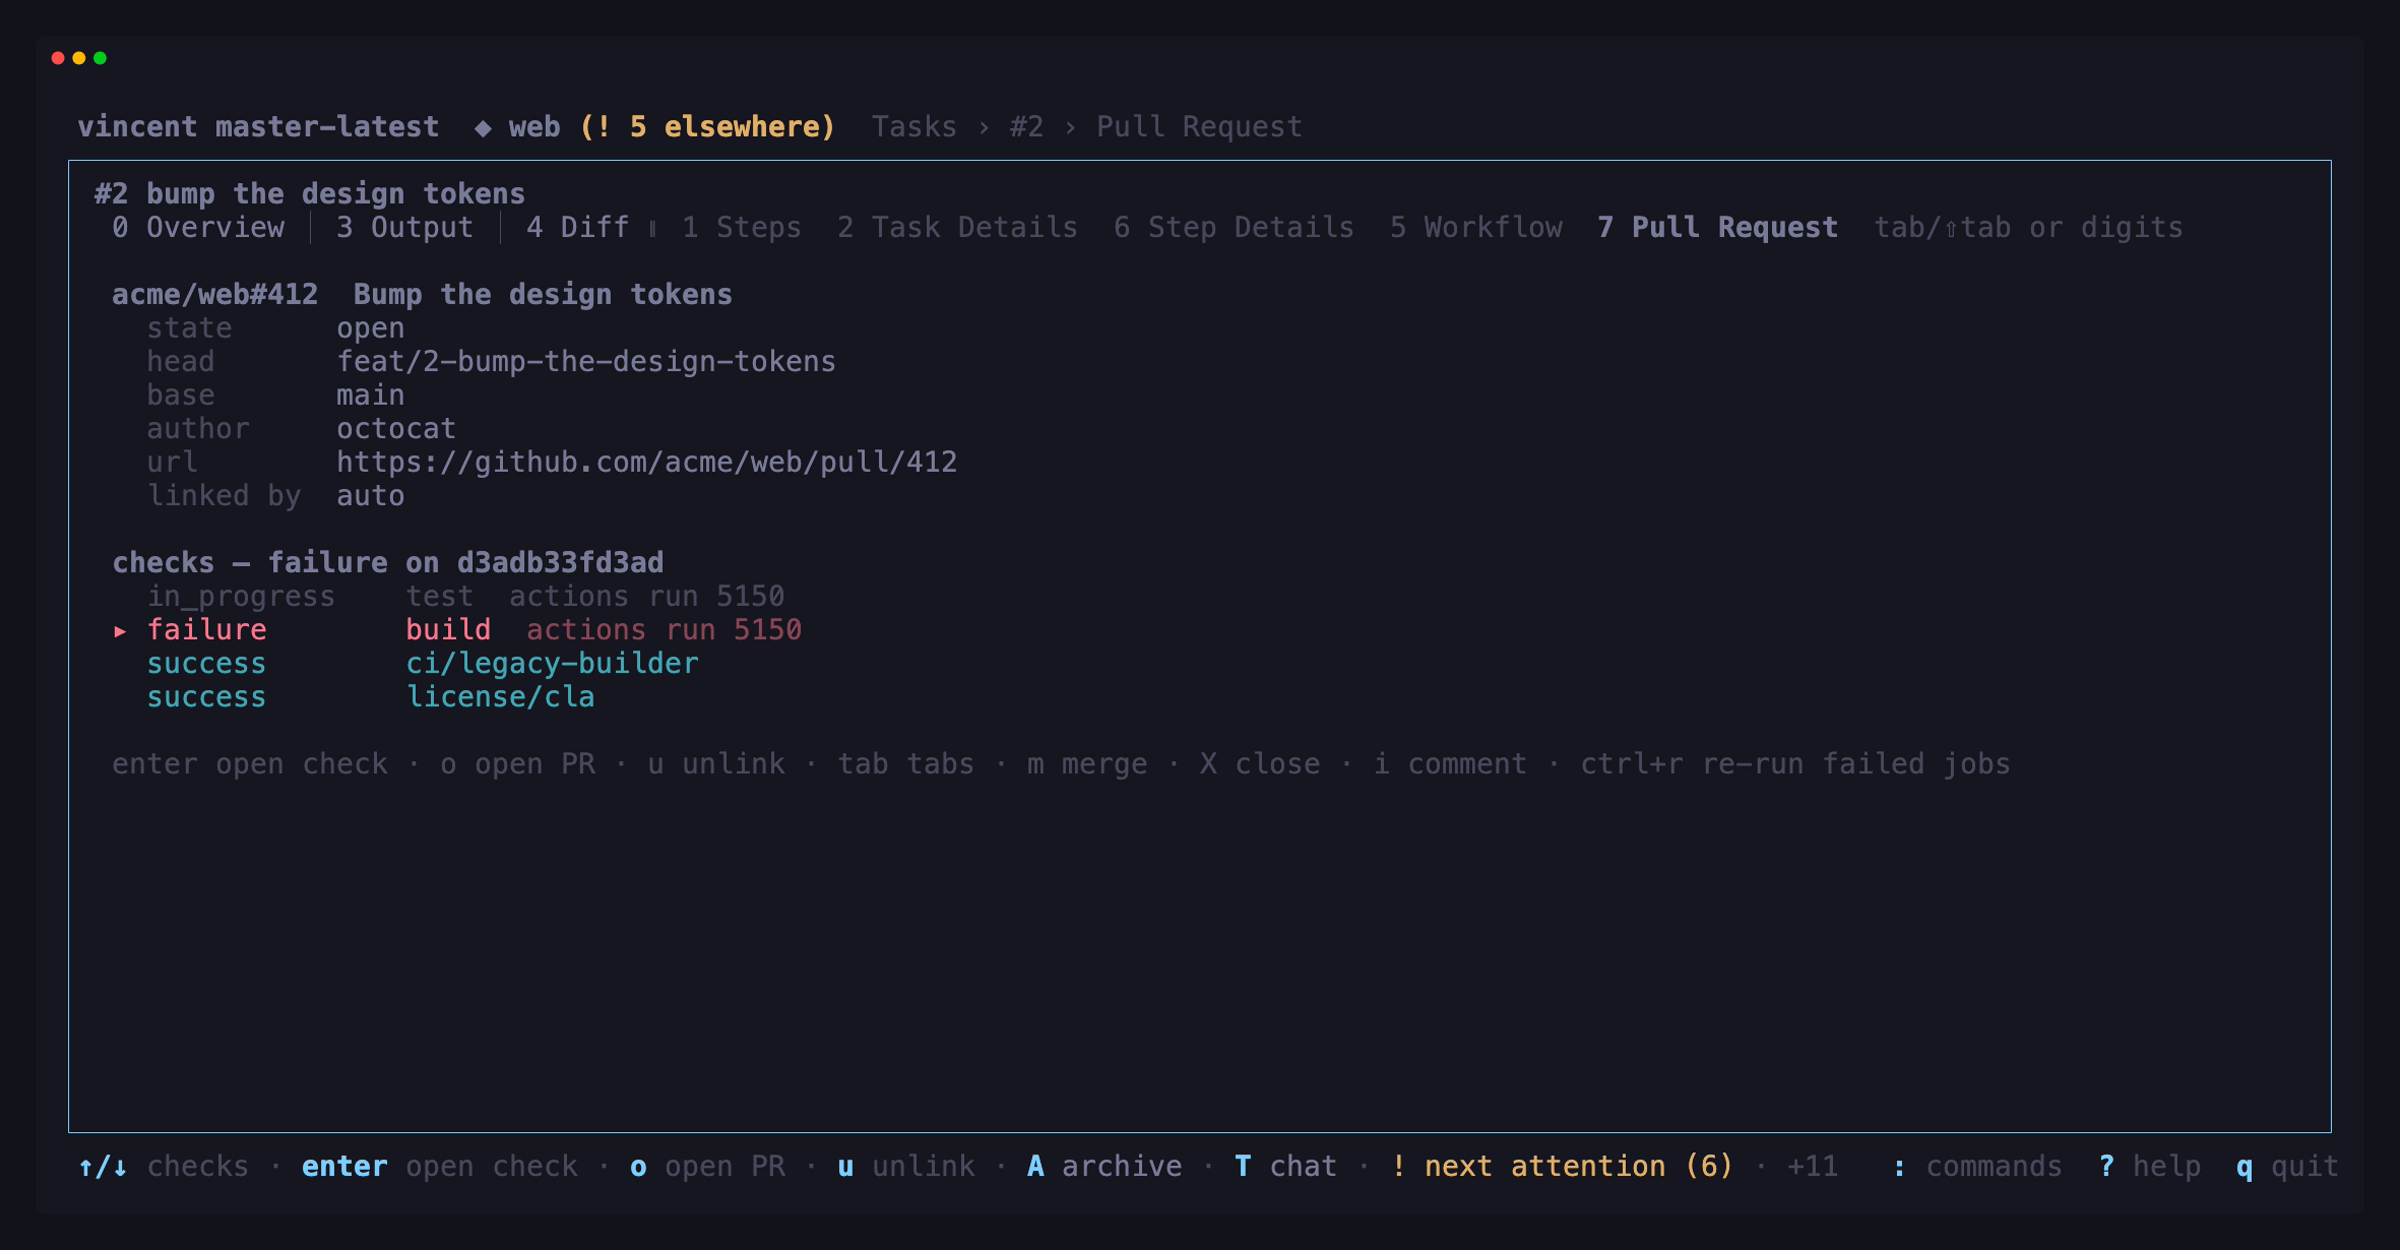 vincent master-latest ◆ web (! 5 elsewhere) Tasks › #2 › Pull Request
#2 bump the design tokens
0 Overview │ 3 Output │ 4 Diff ‖ 1 Steps 2 Task Details 6 Step Details 5 Workflow 7 Pull Request tab/⇧tab or digits
acme/web#412 Bump the design tokens
state open
head feat/2-bump-the-design-tokens
base main
author octocat
url https://github.com/acme/web/pull/412
linked by auto
checks — failure on d3adb33fd3ad
in_progress test actions run 5150
▸ failure build actions run 5150
success ci/legacy-builder
success license/cla
enter open check · o open PR · u unlink · tab tabs · m merge · X close · i comment · ctrl+r re-run failed jobs
↑/↓ checks · enter open check · o open PR · u unlink · A archive · T chat · ! next attention (6) · +11 : commands ? help q quit